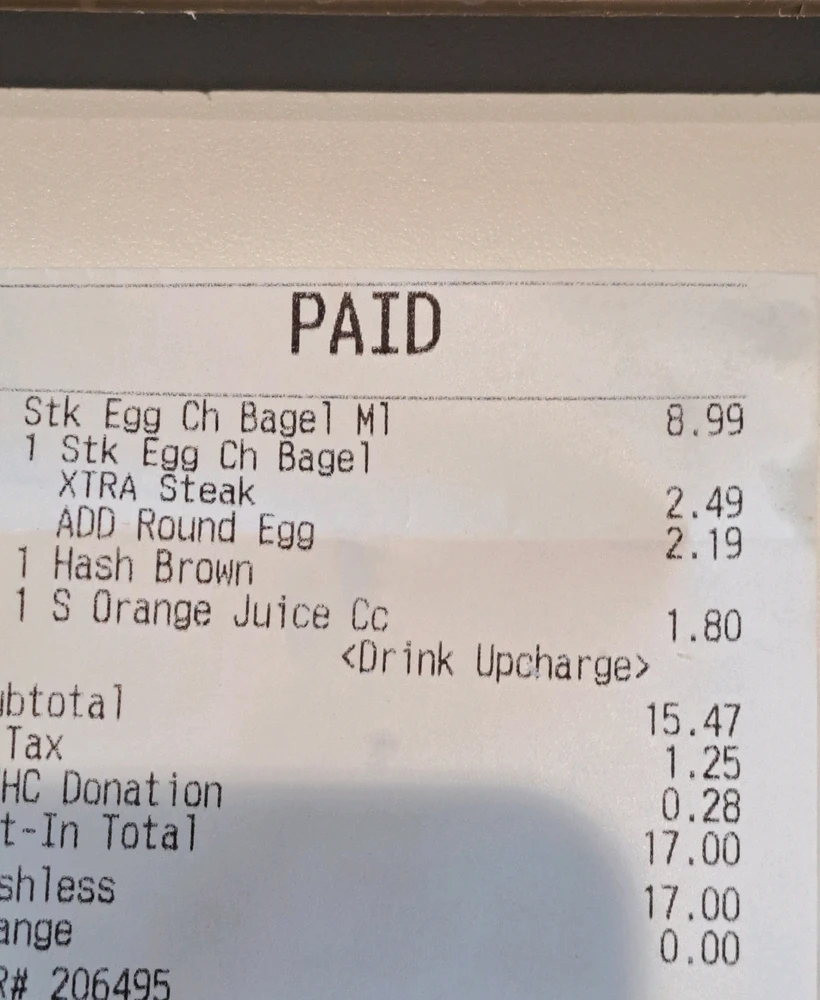 PAID
Stk Egg Ch Bagel Ml 8.99
1 Stk Egg Ch Bagel
XTRA Steak 2.49
ADD Round Egg 2.19
1 Hash Brown
1 S Orange Juice Cc 1.80
<Drink Upcharge>
ubtotal 15.47
Tax 1.25
HC Donation 0.28
t-In Total 17.00
shless 17.00
ange 0.00
R# 206495